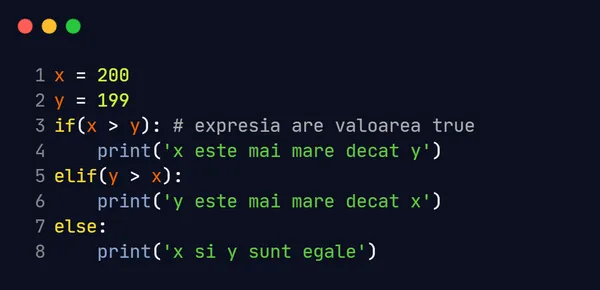 1 x = 200
2 y = 199
3 if(x > y): # expresia are valoarea true
4     print('x este mai mare decat y')
5 elif(y > x):
6     print('y este mai mare decat x')
7 else:
8     print('x si y sunt egale')